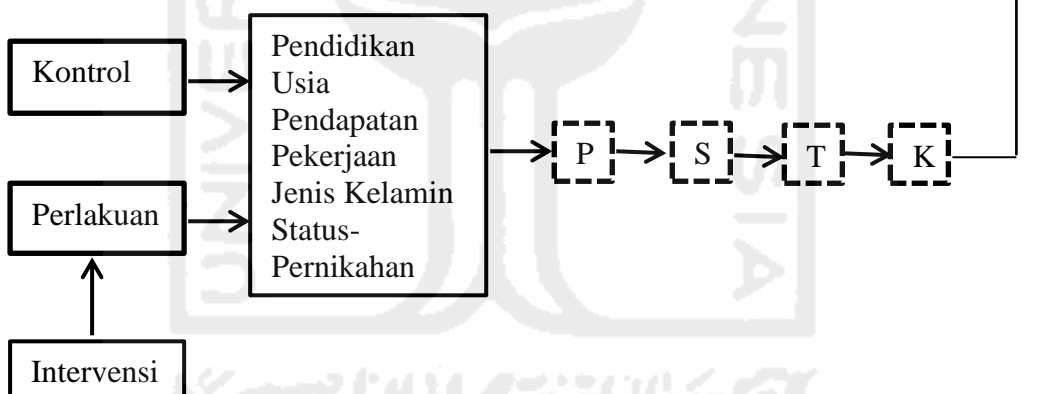 Kontrol
Pendidikan
Usia
Pendapatan
Pekerjaan
Jenis Kelamin
Status-
Pernikahan
Perlakuan
Intervensi
P
S
T
K